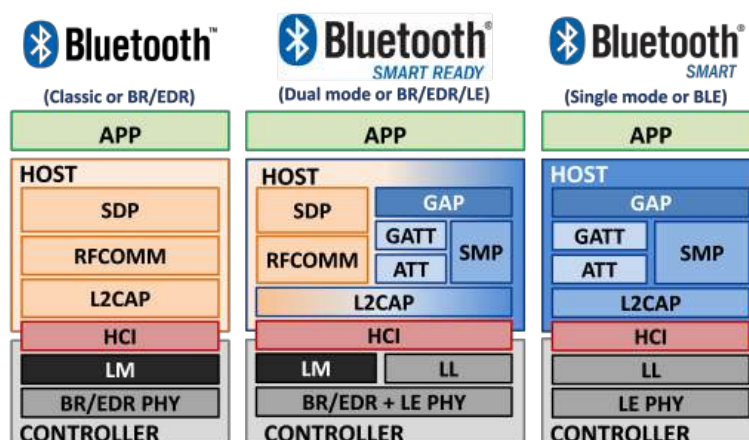 Bluetooth™
(Classic or BR/EDR)
APP
HOST
SDP
RFCOMM
L2CAP
HCI
LM
BR/EDR PHY
CONTROLLER
Bluetooth®
SMART READY
(Dual mode or BR/EDR/LE)
APP
HOST
SDP
GAP
RFCOMM
GATT
ATT
SMP
L2CAP
HCI
LM
LL
BR/EDR + LE PHY
CONTROLLER
Bluetooth®
SMART
(Single mode or BLE)
APP
HOST
GAP
GATT
ATT
SMP
L2CAP
HCI
LL
LE PHY
CONTROLLER